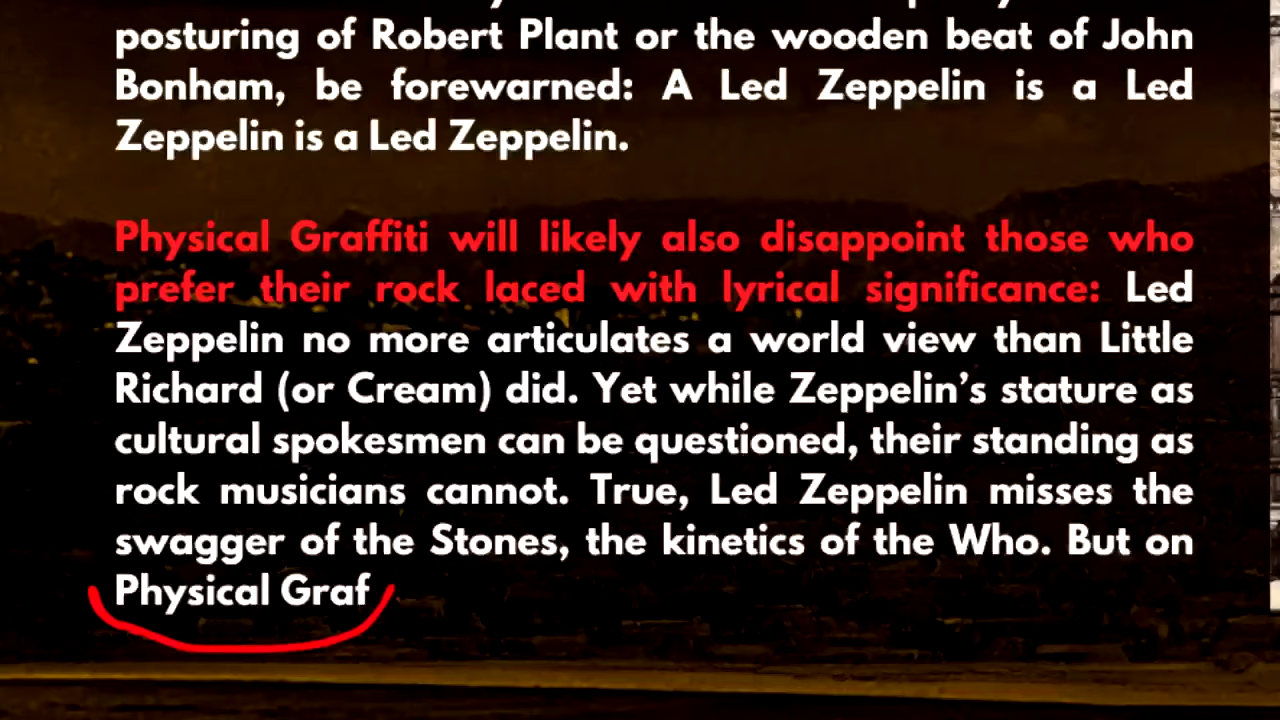 posturing of Robert Plant or the wooden beat of John
Bonham, be forewarned: A Led Zeppelin is a Led
Zeppelin is a Led Zeppelin.
Physical Graffiti will likely also disappoint those who
prefer their rock laced with lyrical significance: Led
Zeppelin no more articulates a world view than Little
Richard (or Cream) did. Yet while Zeppelin’s stature as
cultural spokesmen can be questioned, their standing as
rock musicians cannot. True, Led Zeppelin misses the
swagger of the Stones, the kinetics of the Who. But on
Physical Graf